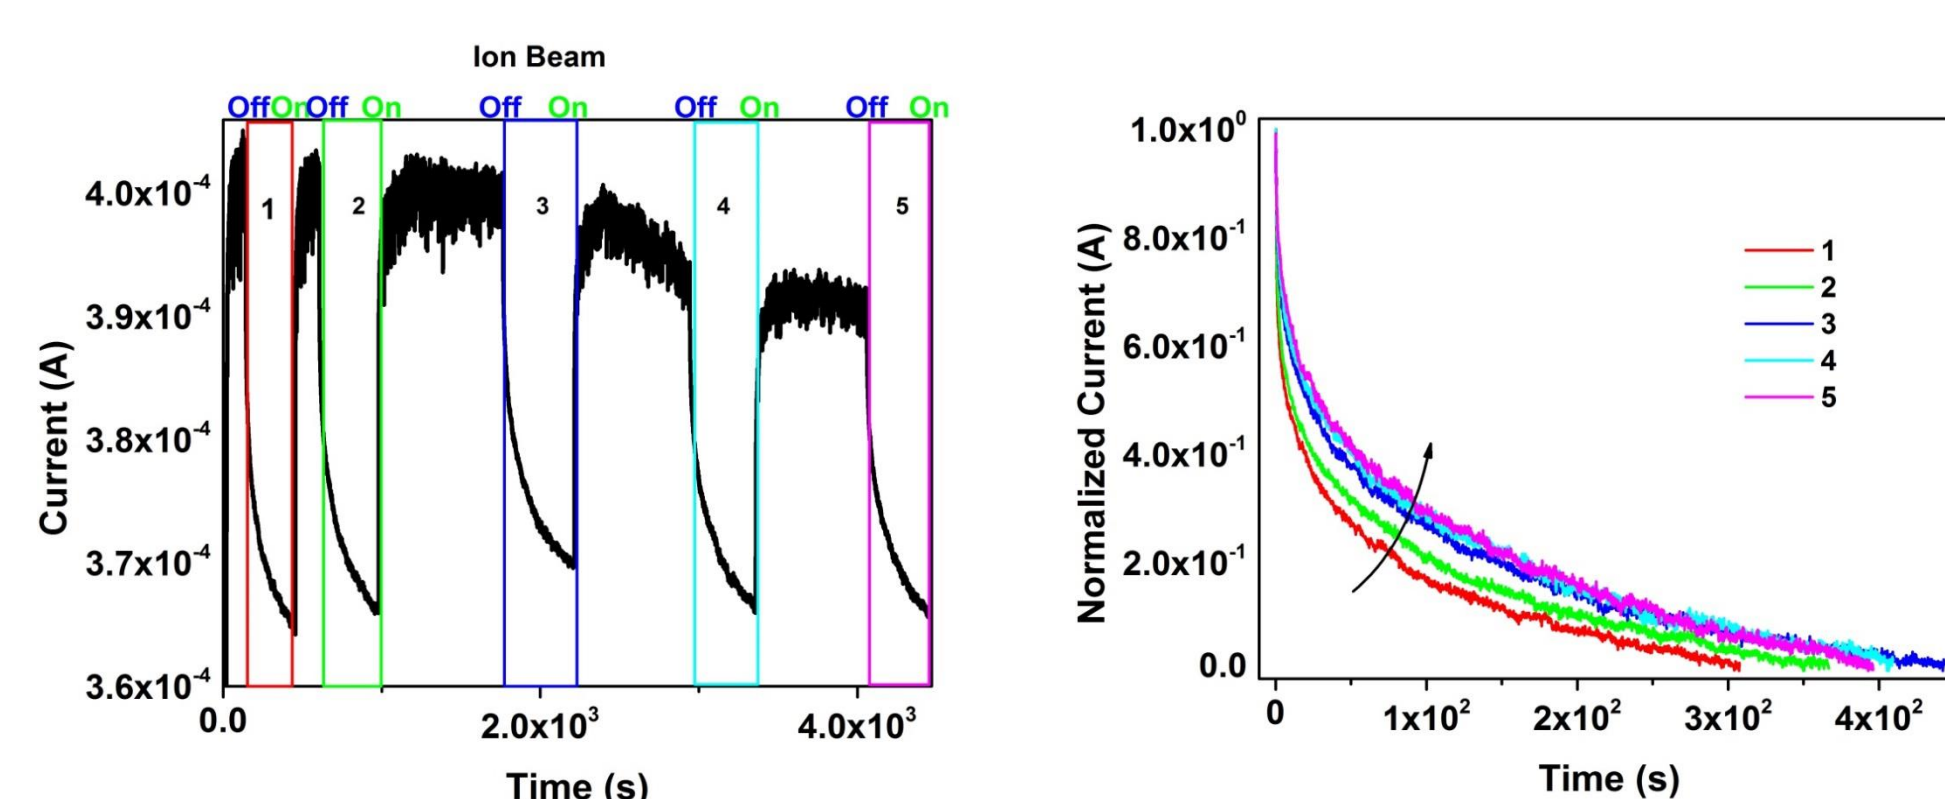 Ion Beam
Off On Off On Off On Off On Off On
1 2 3 4 5
Current (A)
4.0x10⁻⁴
3.9x10⁻⁴
3.8x10⁻⁴
3.7x10⁻⁴
3.6x10⁻⁴
0.0 2.0x10³ 4.0x10³
Time (s)
Normalized Current (A)
1.0x10⁰
8.0x10⁻¹
6.0x10⁻¹
4.0x10⁻¹
2.0x10⁻¹
0.0
1
2
3
4
5
0 1x10² 2x10² 3x10² 4x10²
Time (s)